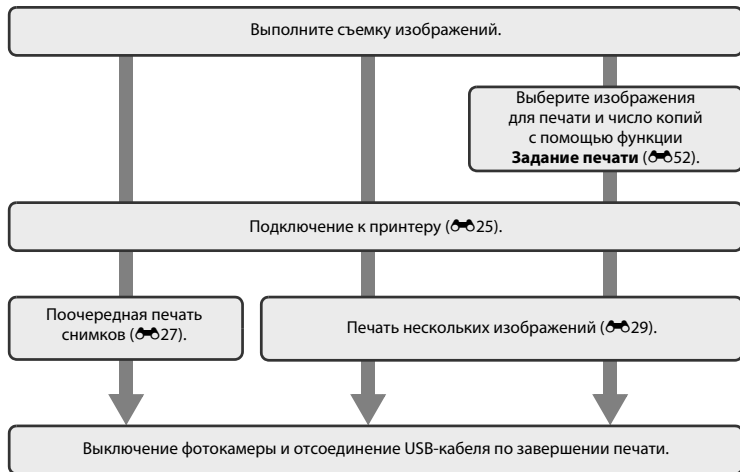 Выполните съемку изображений.
Выберите изображения
для печати и число копий
с помощью функции
Задание печати (52).
Подключение к принтеру (25).
Поочередная печать
снимков (27).
Печать нескольких изображений (29).
Выключение фотокамеры и отсоединение USB-кабеля по завершении печати.